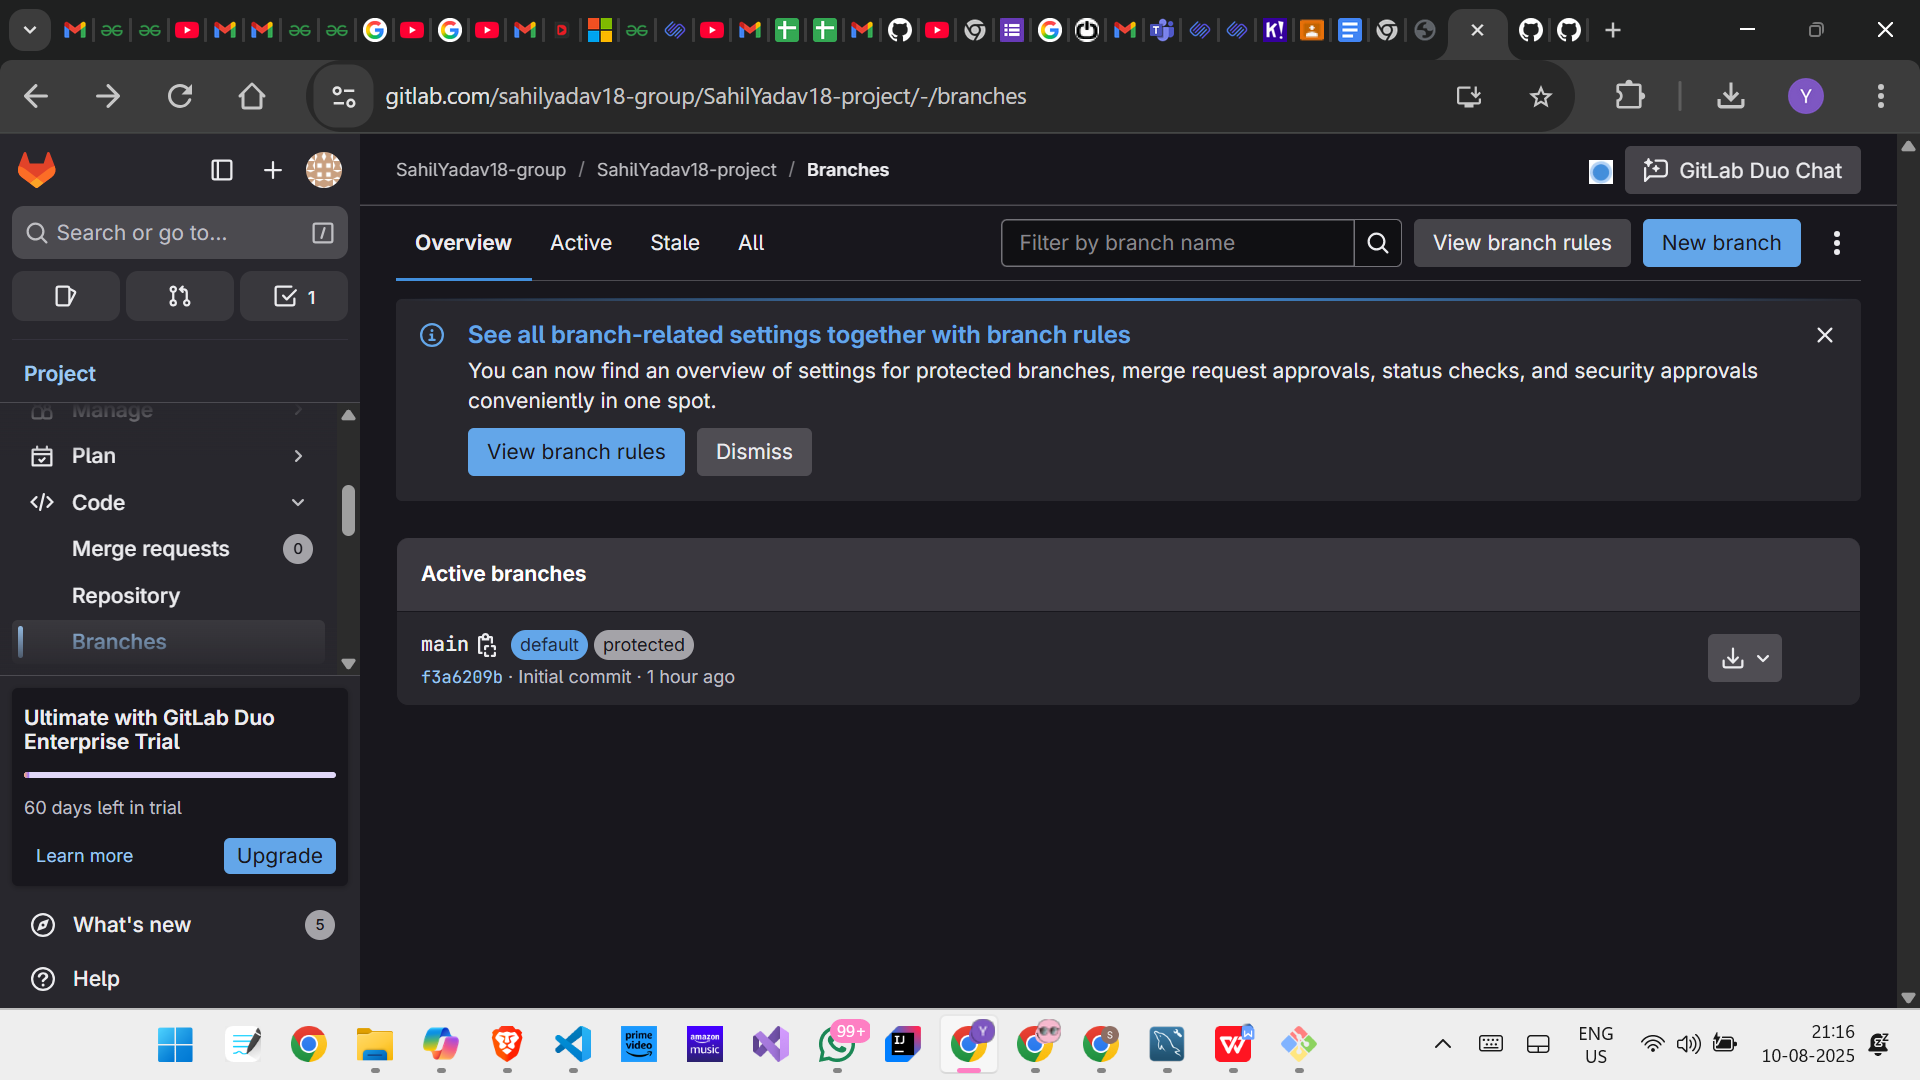 gitlab.com/sahilyadav18-group/SahilYadav18-project/-/branches
Y
SahilYadav18-group / SahilYadav18-project / Branches
GitLab Duo Chat
Search or go to...
/
Overview
Active
Stale
All
Filter by branch name
View branch rules
New branch
1
See all branch-related settings together with branch rules
You can now find an overview of settings for protected branches, merge request approvals, status checks, and security approvals
conveniently in one spot.
View branch rules
Dismiss
Project
Manage
Plan
Code
Merge requests 0
Repository
Branches
Active branches
main default protected
f3a6209b · Initial commit · 1 hour ago
Ultimate with GitLab Duo
Enterprise Trial
60 days left in trial
Learn more
Upgrade
What's new 5
Help
prime video
amazon music
99+
IJ
Y
S
W
ENG
US
21:16
10-08-2025